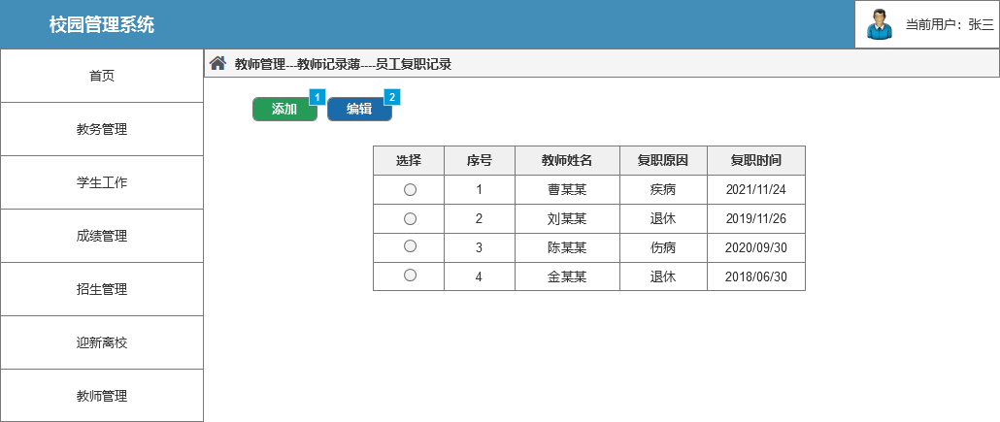 校园管理系统
当前用户：张三
首页
教务管理
学生工作
成绩管理
招生管理
迎新离校
教师管理
教师管理---教师记录薄----员工复职记录
添加 1 编辑 2
选择 序号 教师姓名 复职原因 复职时间
1 曹某某 疾病 2021/11/24
2 刘某某 退休 2019/11/26
3 陈某某 伤病 2020/09/30
4 金某某 退休 2018/06/30